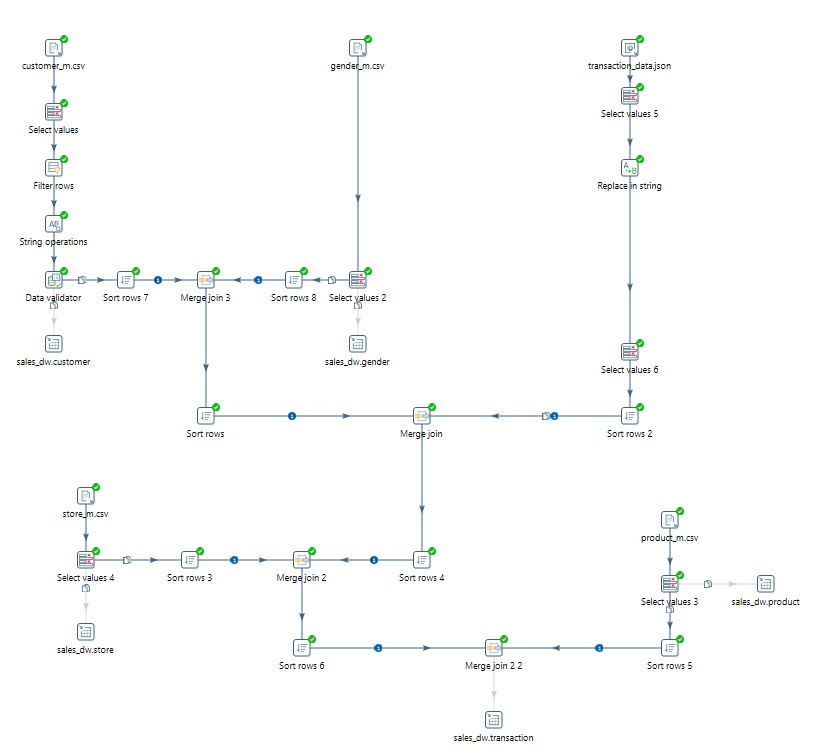 customer_m.csv
gender_m.csv
transaction_data.json
Select values
Select values 5
Filter rows
Replace in string
String operations
Data validator
Sort rows 7
Merge join 3
Sort rows 8
Select values 2
sales_dw.customer
sales_dw.gender
Select values 6
Sort rows
Merge join
Sort rows 2
store_m.csv
product_m.csv
Select values 4
Sort rows 3
Merge join 2
Sort rows 4
Select values 3
sales_dw.product
sales_dw.store
Sort rows 6
Merge join 2 2
Sort rows 5
sales_dw.transaction